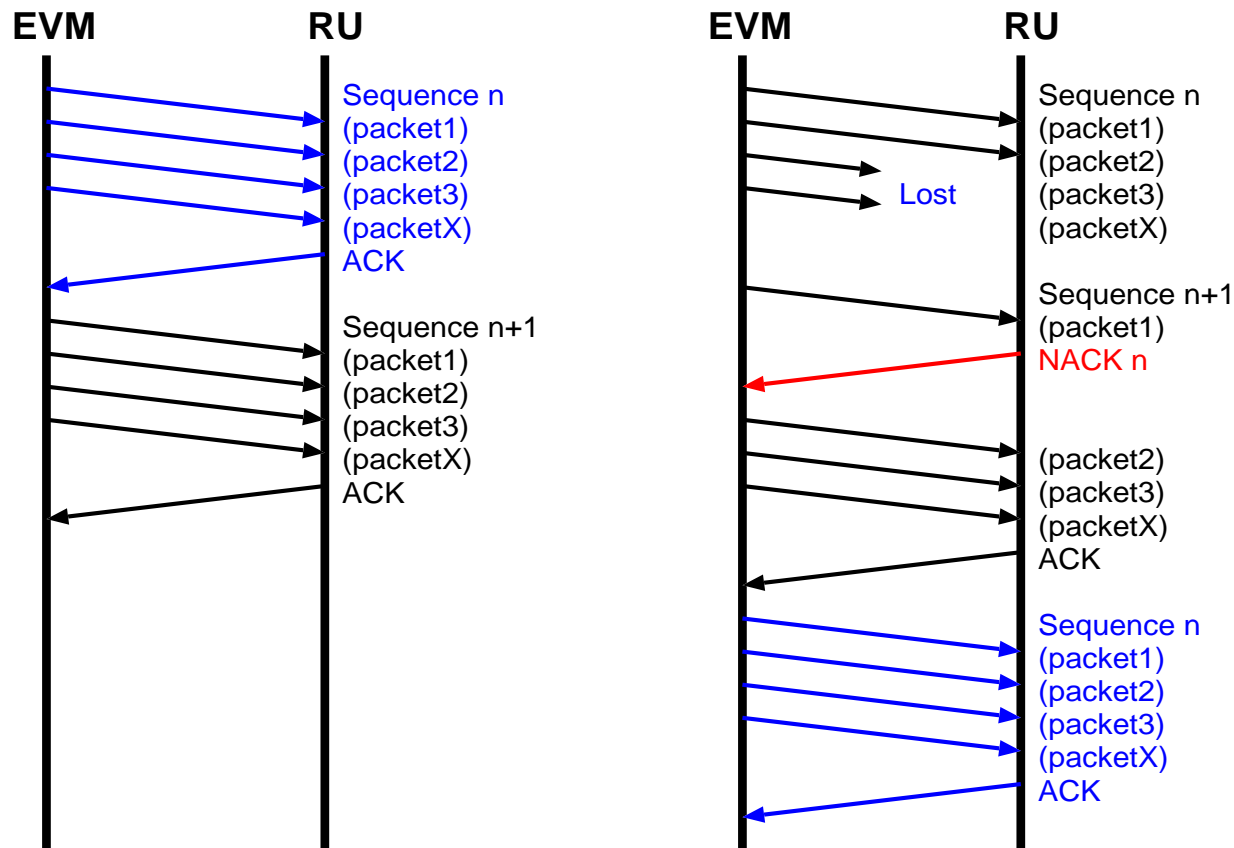 EVM RU
Sequence n
(packet1)
(packet2)
(packet3)
(packetX)
ACK
Sequence n+1
(packet1)
(packet2)
(packet3)
(packetX)
ACK
EVM RU
Sequence n
(packet1)
(packet2)
(packet3)
Lost
(packetX)
Sequence n+1
(packet1)
NACK n
(packet2)
(packet3)
(packetX)
ACK
Sequence n
(packet1)
(packet2)
(packet3)
(packetX)
ACK